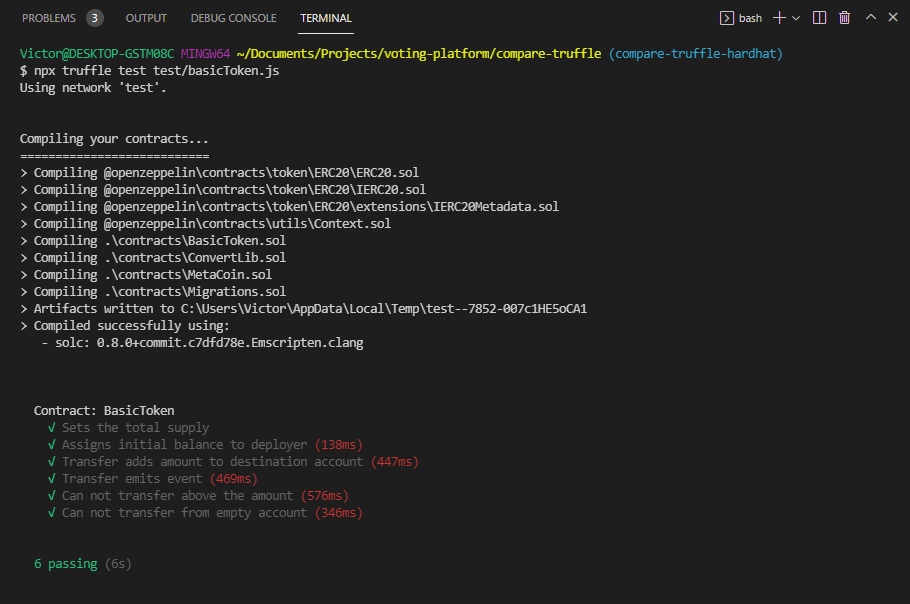 PROBLEMS 3 OUTPUT DEBUG CONSOLE TERMINAL bash
Victor@DESKTOP-GSTM08C MINGW64 ~/Documents/Projects/voting-platform/compare-truffle (compare-truffle-hardhat)
$ npx truffle test test/basicToken.js
Using network 'test'.
Compiling your contracts...
===========================
> Compiling @openzeppelin\contracts\token\ERC20\ERC20.sol
> Compiling @openzeppelin\contracts\token\ERC20\IERC20.sol
> Compiling @openzeppelin\contracts\token\ERC20\extensions\IERC20Metadata.sol
> Compiling @openzeppelin\contracts\utils\Context.sol
> Compiling .\contracts\BasicToken.sol
> Compiling .\contracts\ConvertLib.sol
> Compiling .\contracts\MetaCoin.sol
> Compiling .\contracts\Migrations.sol
> Artifacts written to C:\Users\Victor\AppData\Local\Temp\test--7852-007c1HE5oCA1
> Compiled successfully using:
- solc: 0.8.0+commit.c7dfd78e.Emscripten.clang
Contract: BasicToken
√ Sets the total supply
√ Assigns initial balance to deployer (138ms)
√ Transfer adds amount to destination account (447ms)
√ Transfer emits event (469ms)
√ Can not transfer above the amount (576ms)
√ Can not transfer from empty account (346ms)
6 passing (6s)